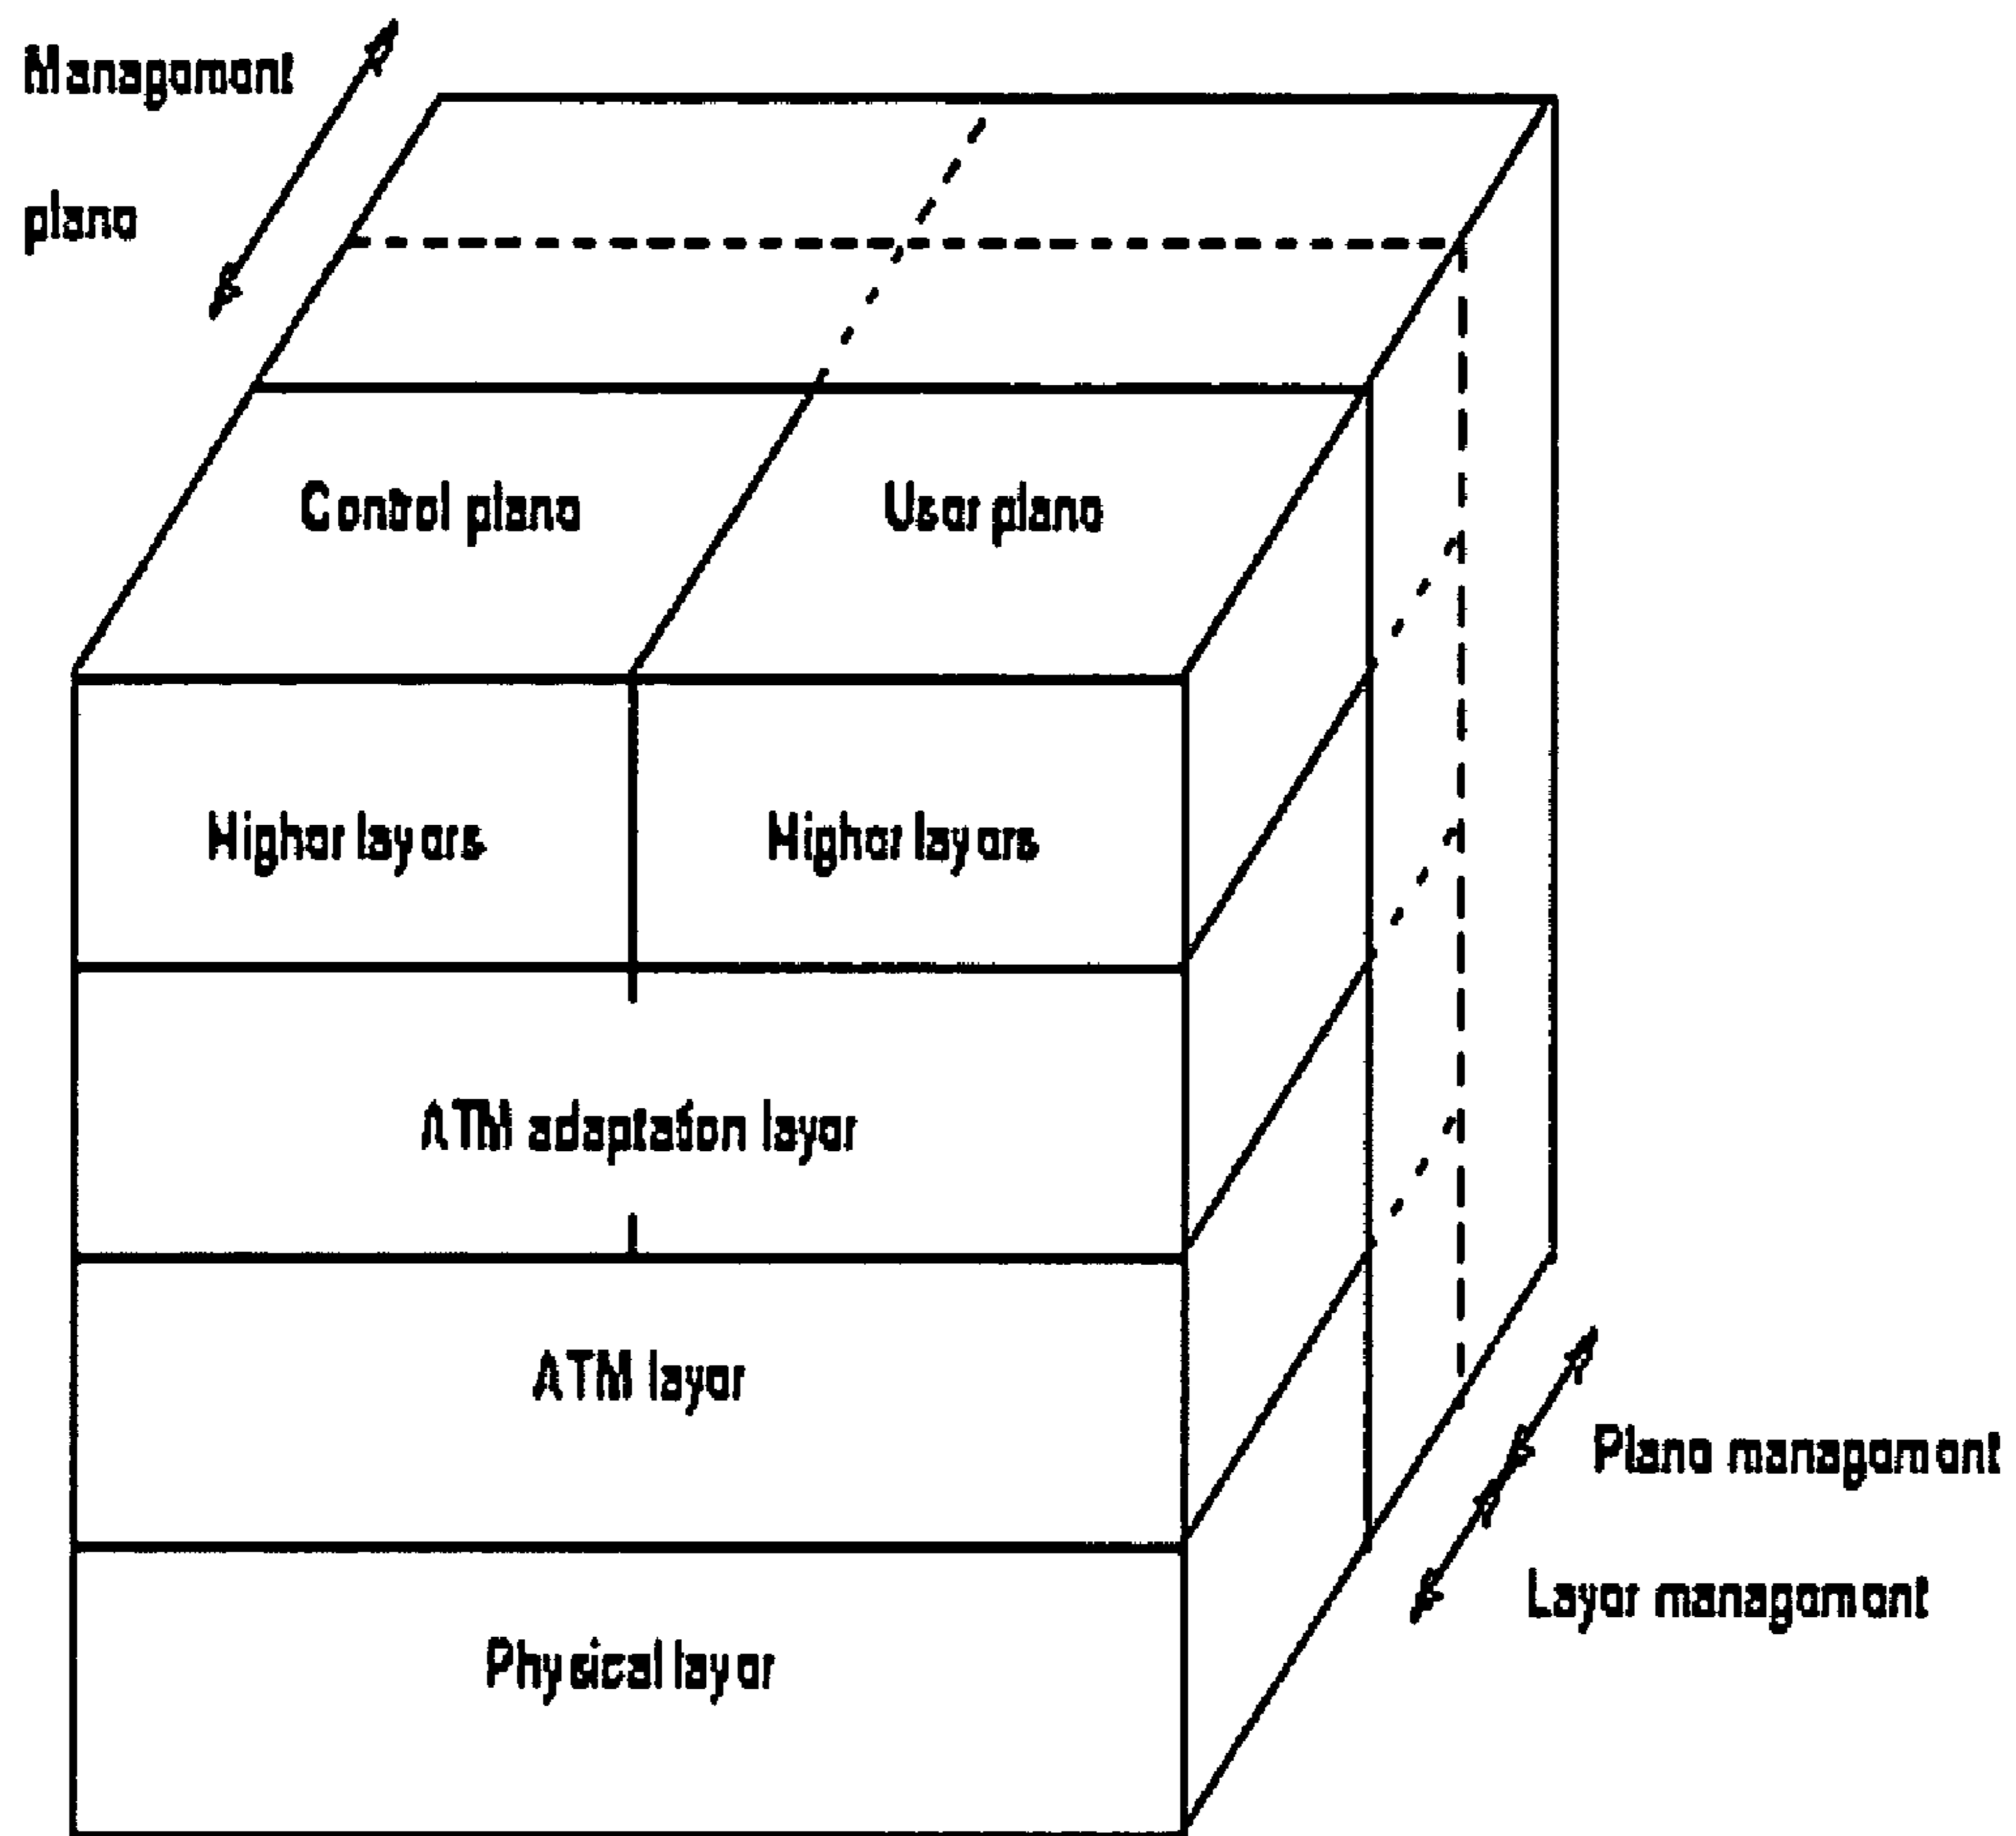 Management
plane
Control plane
User plane
Higher layers
Higher layers
ATM adaptation layer
ATM layer
Physical layer
Plane management
Layer management